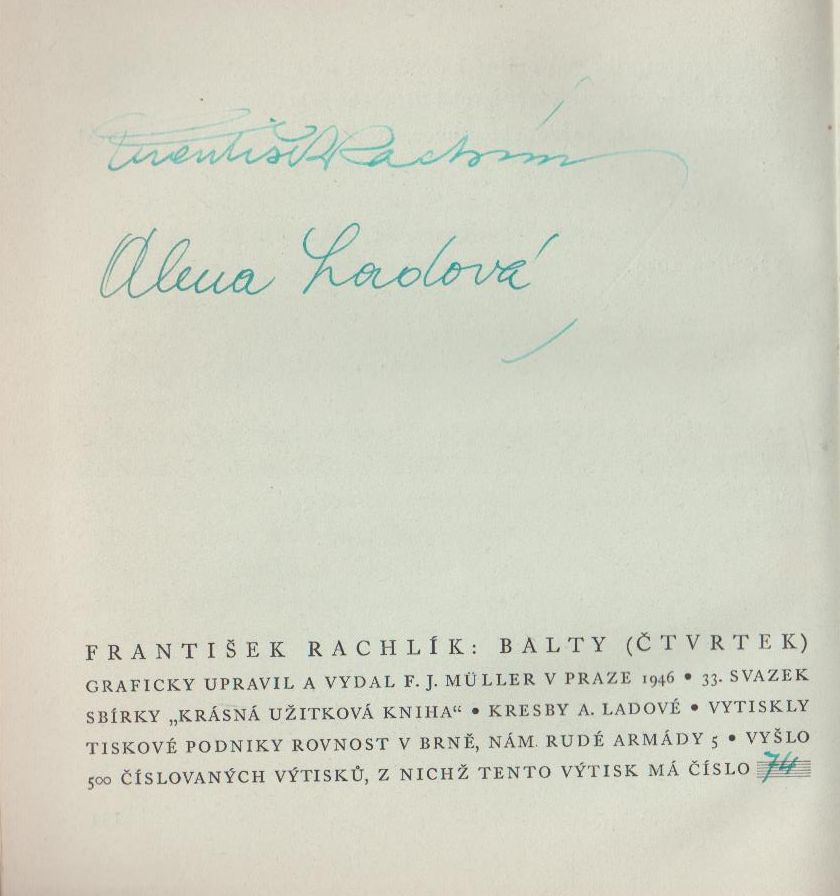 František Rachlík
Alena Ladová
FRANTIŠEK RACHLÍK: BALTY (ČTVRTEK)
GRAFICKY UPRAVIL A VYDAL F. J. MÜLLER V PRAZE 1946 • 33. SVAZEK
SBÍRKY „KRÁSNÁ UŽITKOVÁ KNIHA“ • KRESBY A. LADOVÉ • VYTISKLY
TISKOVÉ PODNIKY ROVNOST V BRNĚ, NÁM. RUDÉ ARMÁDY 5 • VYŠLO
500 ČÍSLOVANÝCH VÝTISKŮ, Z NICHŽ TENTO VÝTISK MÁ ČÍSLO 74